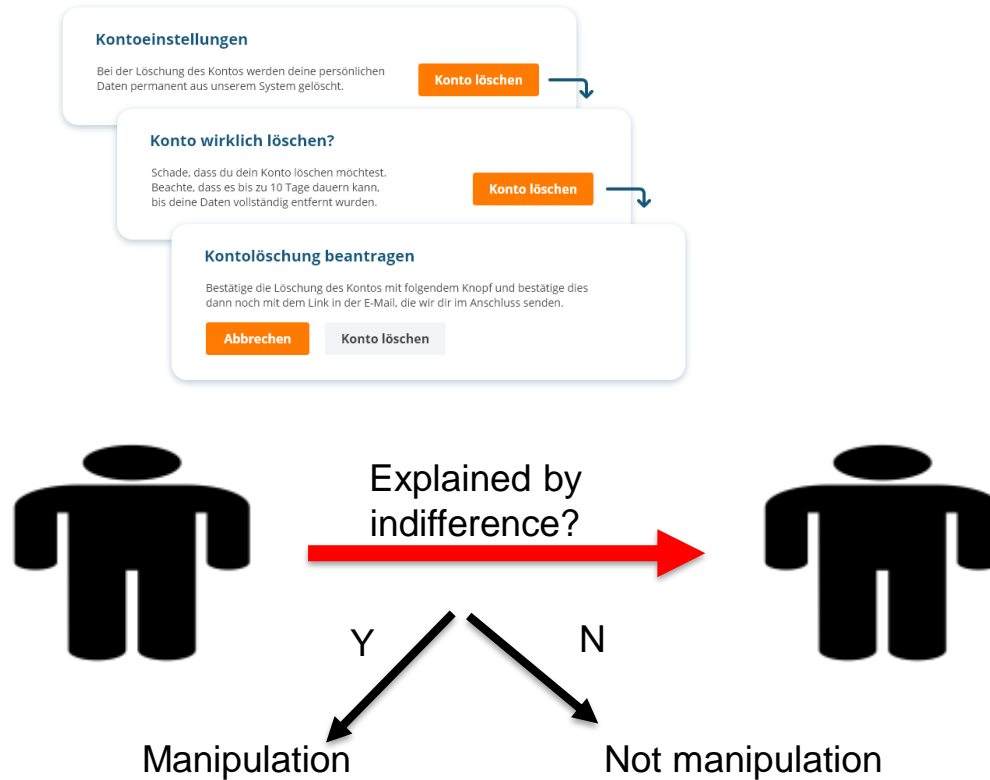 Kontoeinstellungen
Bei der Löschung des Kontos werden deine persönlichen
Daten permanent aus unserem System gelöscht.
Konto löschen
Konto wirklich löschen?
Schade, dass du dein Konto löschen möchtest.
Beachte, dass es bis zu 10 Tage dauern kann,
bis deine Daten vollständig entfernt wurden.
Konto löschen
Kontolöschung beantragen
Bestätige die Löschung des Kontos mit folgendem Knopf und bestätige dies
dann noch mit dem Link in der E-Mail, die wir dir im Anschluss senden.
Abbrechen
Konto löschen
Explained by
indifference?
Y
N
Manipulation
Not manipulation